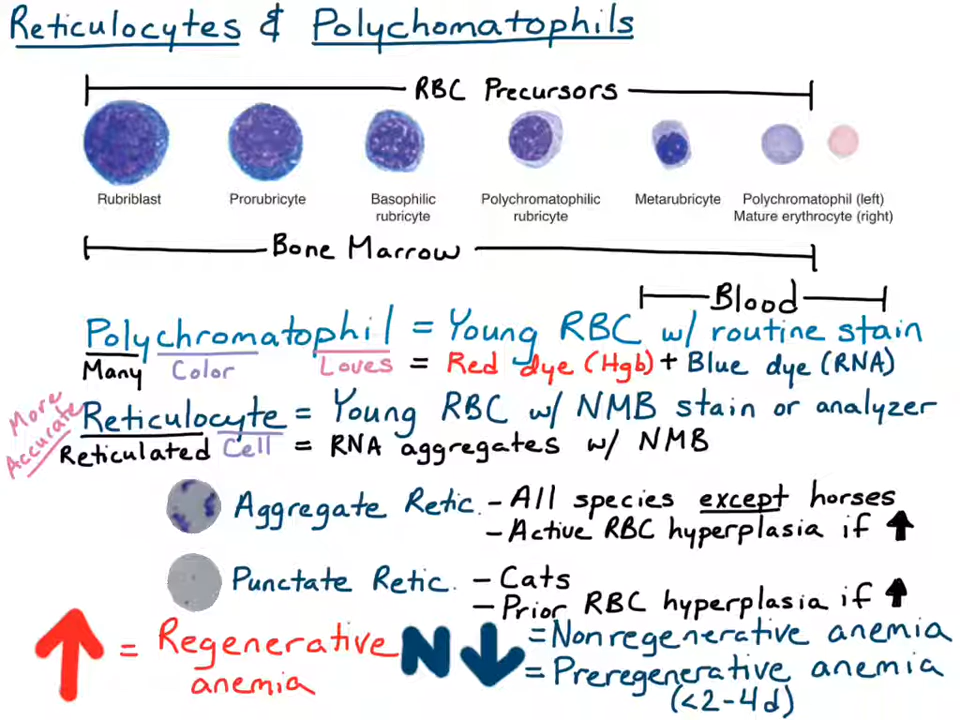 Reticulocytes & Polychomatophils
RBC Precursors
Rubriblast
Prorubricyte
Basophilic
rubricyte
Polychromatophilic
rubricyte
Metarubricyte
Polychromatophil (left)
Mature erythrocyte (right)
Bone Marrow
Blood
Polychromatophil = Young RBC w/ routine stain
Many Color Loves = Red dye (Hgb) + Blue dye (RNA)
More
Accurate
Reticulocyte = Young RBC w/ NMB stain or analyzer
Reticulated Cell = RNA aggregates w/ NMB
Aggregate Retic. - All species except horses
- Active RBC hyperplasia if ↑
Punctate Retic. - Cats
- Prior RBC hyperplasia if ↑
↑ = Regenerative
anemia
N ↓ = Nonregenerative anemia
= Preregenerative anemia
(<2-4d)